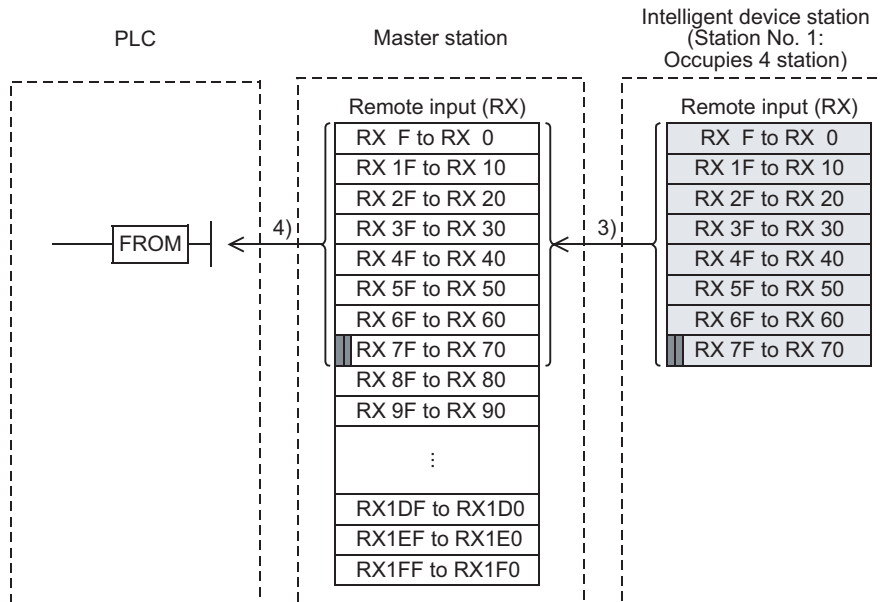 PLC
Master station
Intelligent device station
(Station No. 1:
Occupies 4 station)
Remote input (RX)
RX F to RX 0
RX 1F to RX 10
RX 2F to RX 20
RX 3F to RX 30
RX 4F to RX 40
RX 5F to RX 50
RX 6F to RX 60
RX 7F to RX 70
RX 8F to RX 80
RX 9F to RX 90
⋮
RX1DF to RX1D0
RX1EF to RX1E0
RX1FF to RX1F0
FROM
4)
3)
Remote input (RX)
RX F to RX 0
RX 1F to RX 10
RX 2F to RX 20
RX 3F to RX 30
RX 4F to RX 40
RX 5F to RX 50
RX 6F to RX 60
RX 7F to RX 70